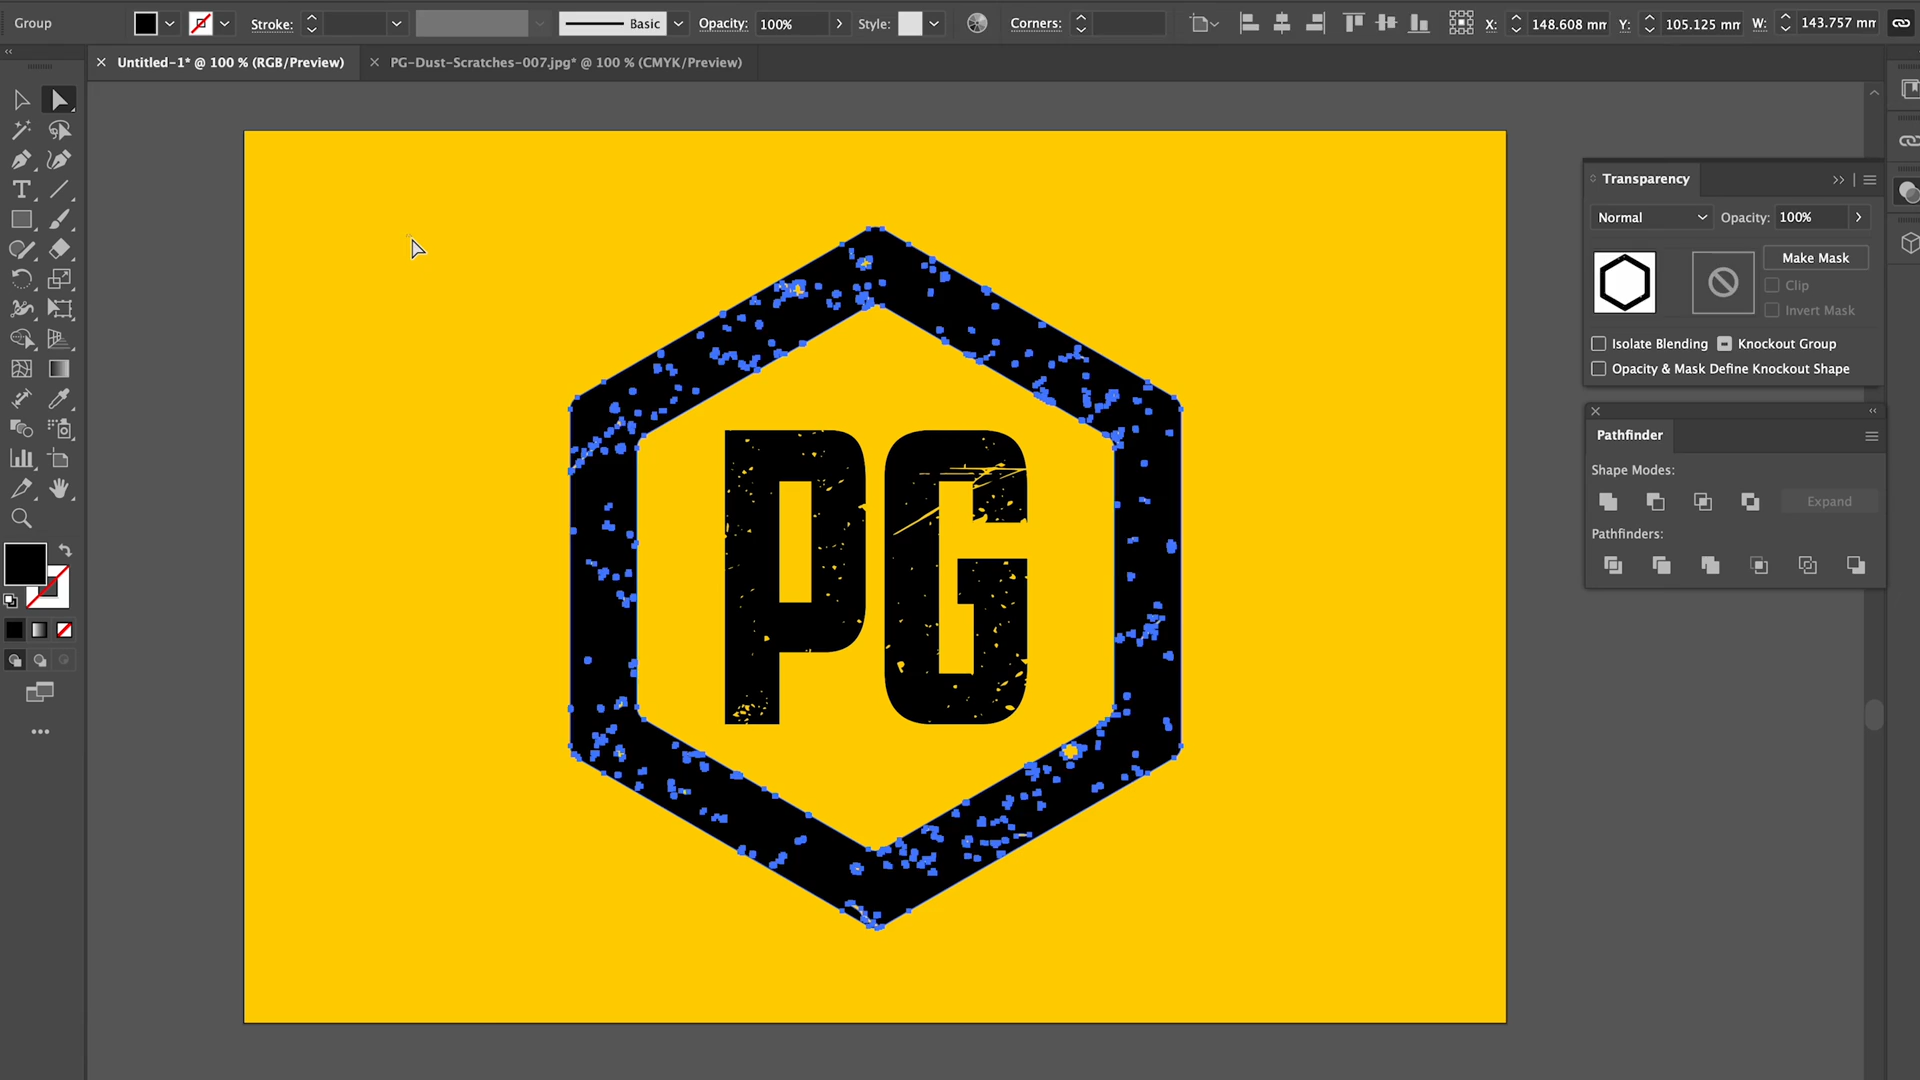 Group
Stroke:
Basic
Opacity: 100%
Style:
Corners:
X: 148.608 mm
Y: 105.125 mm
W: 143.757 mm
Untitled-1* @ 100 % (RGB/Preview)
PG-Dust-Scratches-007.jpg* @ 100 % (CMYK/Preview)
Transparency
Normal
Opacity: 100%
Make Mask
Clip
Invert Mask
Isolate Blending
Knockout Group
Opacity & Mask Define Knockout Shape
Pathfinder
Shape Modes:
Expand
Pathfinders:
PG